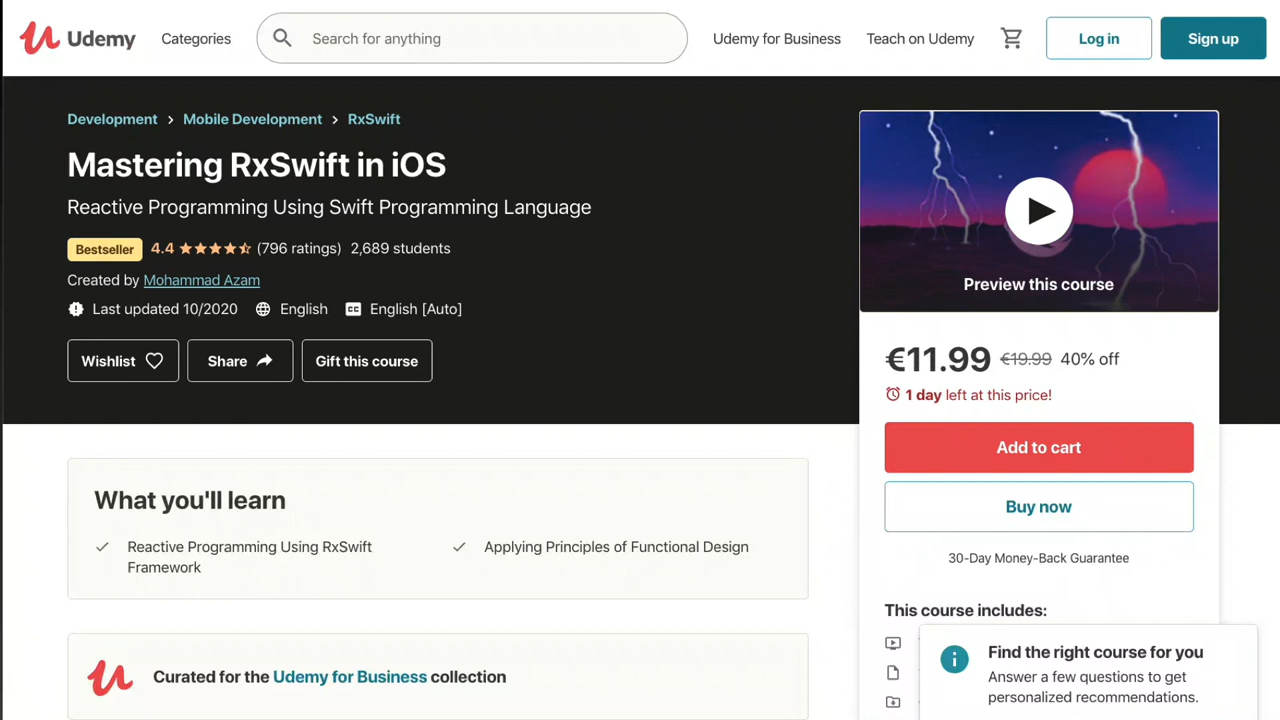 Udemy
Categories
Search for anything
Udemy for Business
Teach on Udemy
Log in
Sign up
Development > Mobile Development > RxSwift
Mastering RxSwift in iOS
Reactive Programming Using Swift Programming Language
Bestseller 4.4 (796 ratings) 2,689 students
Created by Mohammad Azam
Last updated 10/2020 English CC English [Auto]
Wishlist
Share
Gift this course
Preview this course
€11.99 €19.99 40% off
1 day left at this price!
Add to cart
Buy now
30-Day Money-Back Guarantee
This course includes:
What you'll learn
Reactive Programming Using RxSwift
Framework
Applying Principles of Functional Design
Curated for the Udemy for Business collection
Find the right course for you
Answer a few questions to get
personalized recommendations.